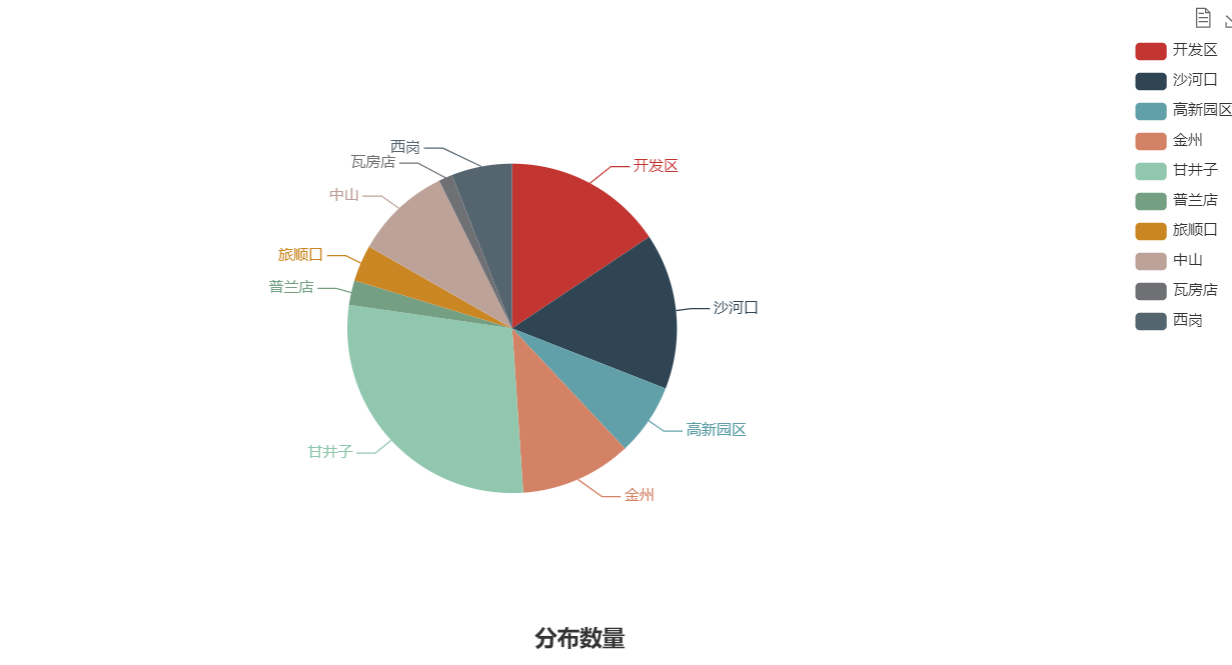 开发区
沙河口
高新园区
金州
甘井子
普兰店
旅顺口
中山
瓦房店
西岗
西岗
瓦房店
中山
旅顺口
普兰店
甘井子
开发区
沙河口
高新园区
金州
分布数量